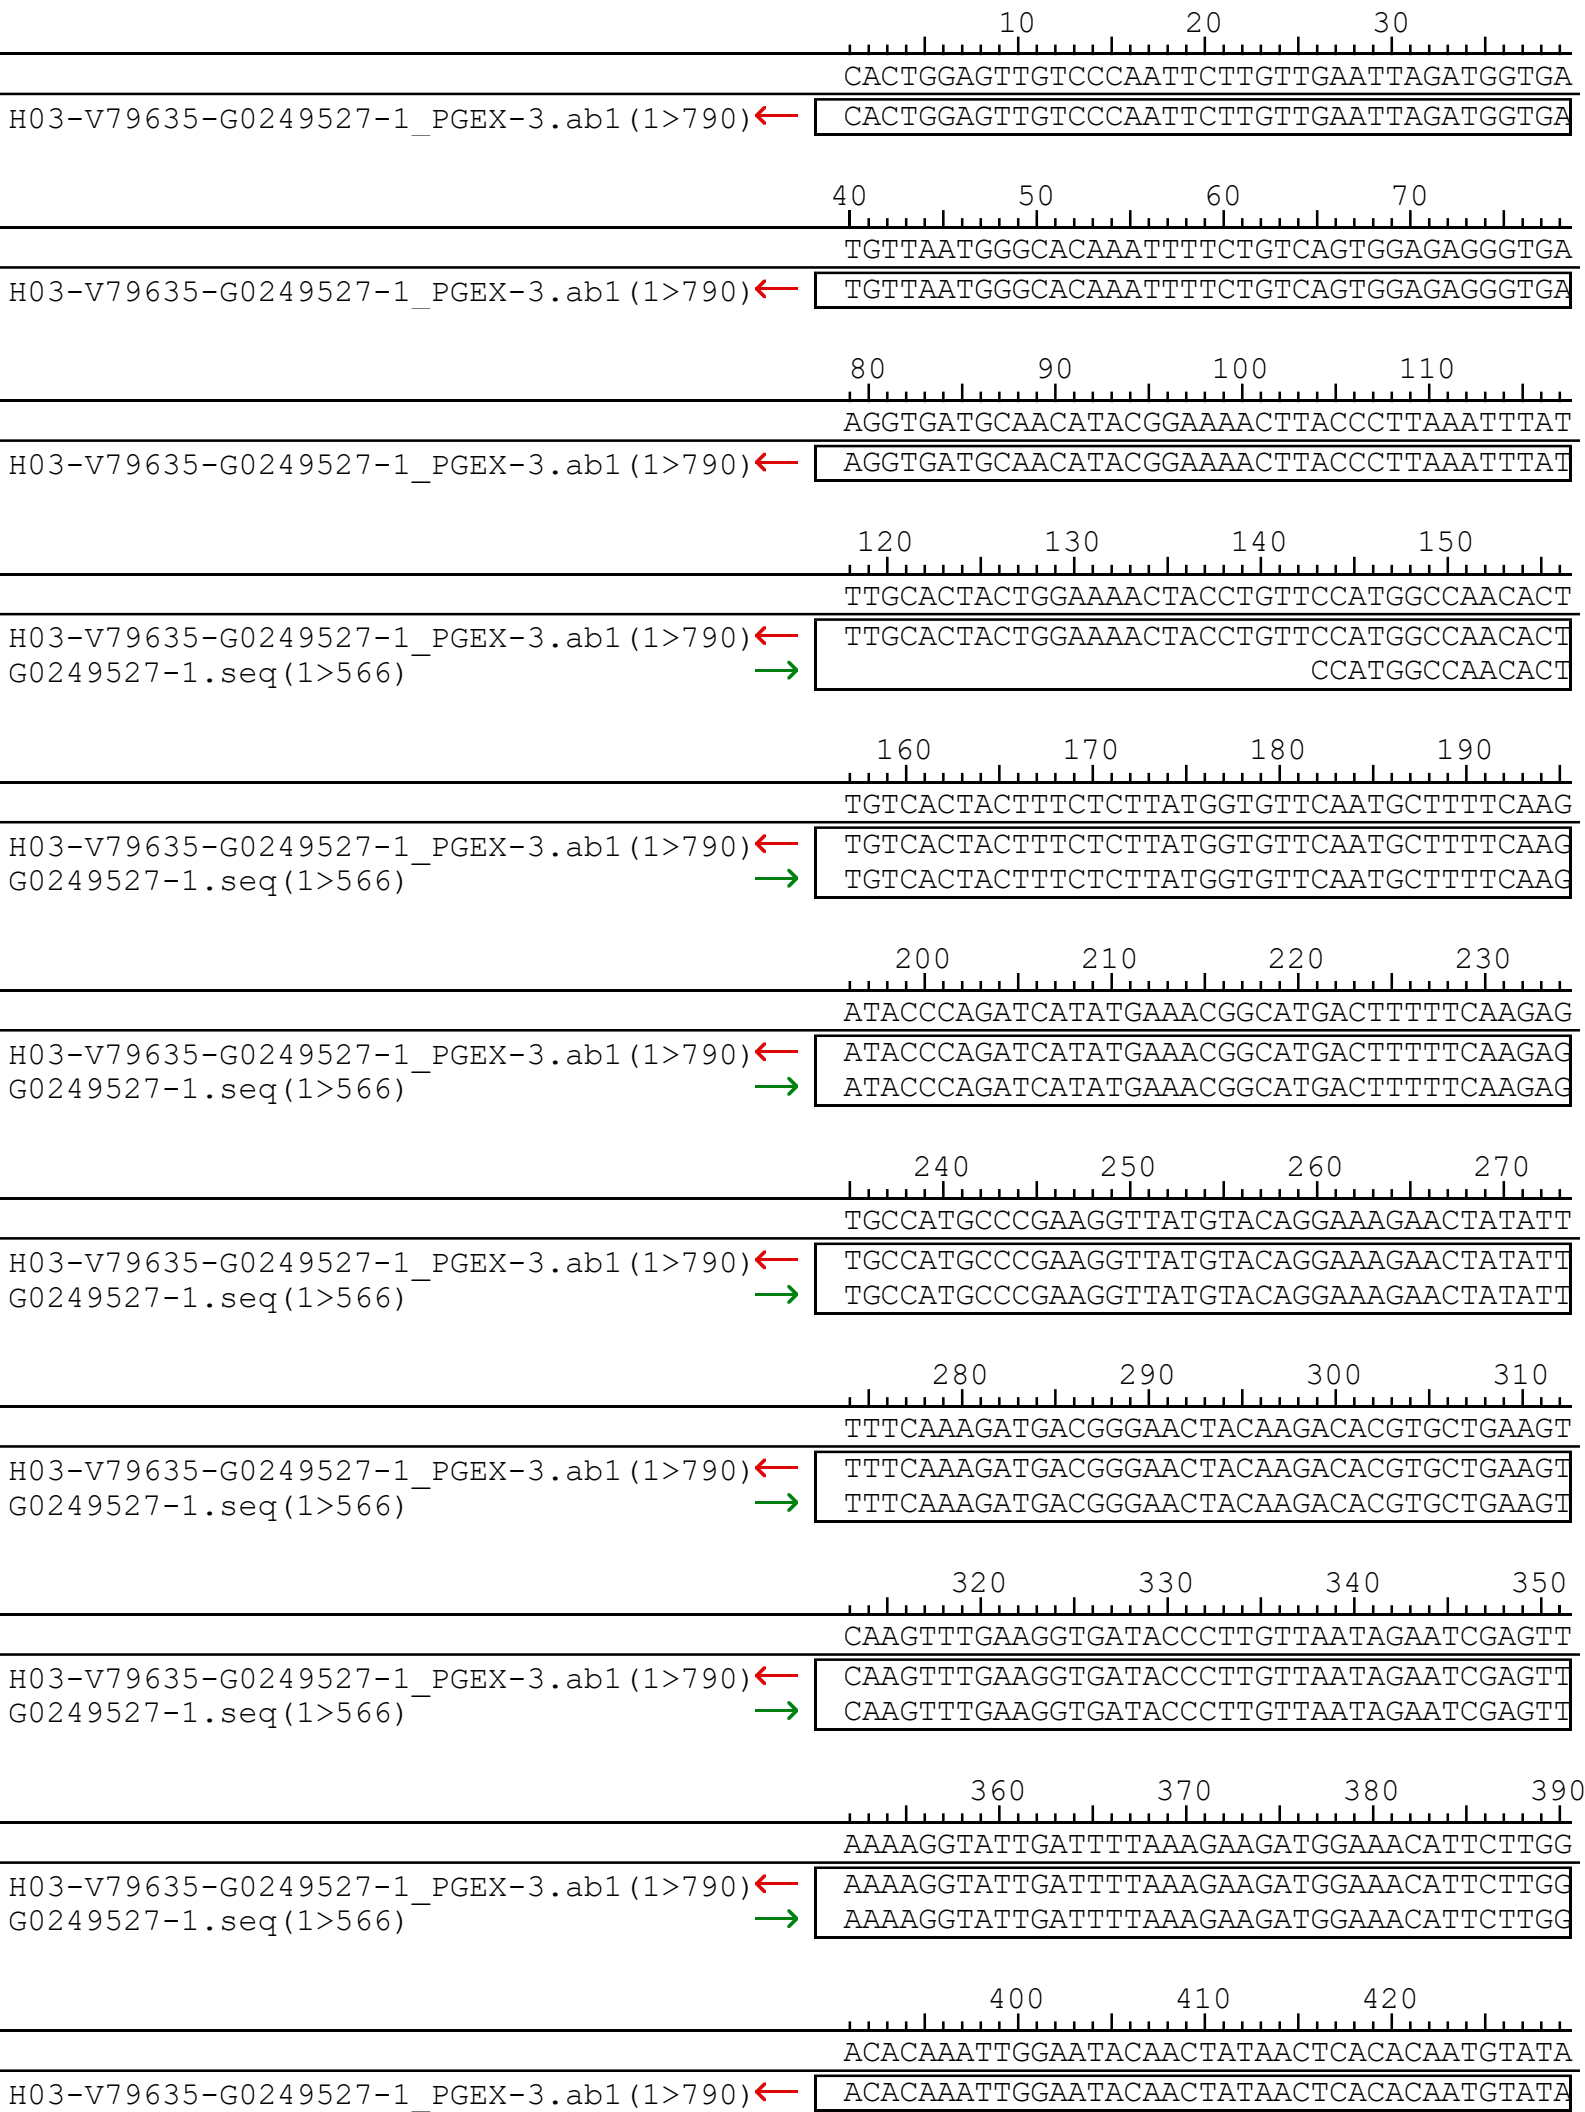 10 20 30
CACTGGAGTTGTCCCAATTCTTGTTGAATTAGATGGTGA
H03-V79635-G0249527-1_PGEX-3.ab1(1>790)← CACTGGAGTTGTCCCAATTCTTGTTGAATTAGATGGTGA
40 50 60 70
TGTTAATGGGCACAAATTTTCTGTCAGTGGAGAGGGTGA
H03-V79635-G0249527-1_PGEX-3.ab1(1>790)← TGTTAATGGGCACAAATTTTCTGTCAGTGGAGAGGGTGA
80 90 100 110
AGGTGATGCAACATACGGAAAACTTACCCTTAAATTTAT
H03-V79635-G0249527-1_PGEX-3.ab1(1>790)← AGGTGATGCAACATACGGAAAACTTACCCTTAAATTTAT
120 130 140 150
TTGCACTACTGGAAAACTACCTGTTCCATGGCCAACACT
H03-V79635-G0249527-1_PGEX-3.ab1(1>790)← TTGCACTACTGGAAAACTACCTGTTCCATGGCCAACACT
G0249527-1.seq(1>566) → CCATGGCCAACACT
160 170 180 190
TGTCACTACTTTCTCTTATGGTGTTCAATGCTTTTCAAG
H03-V79635-G0249527-1_PGEX-3.ab1(1>790)← TGTCACTACTTTCTCTTATGGTGTTCAATGCTTTTCAAG
G0249527-1.seq(1>566) → TGTCACTACTTTCTCTTATGGTGTTCAATGCTTTTCAAG
200 210 220 230
ATACCCAGATCATATGAAACGGCATGACTTTTTCAAGAG
H03-V79635-G0249527-1_PGEX-3.ab1(1>790)← ATACCCAGATCATATGAAACGGCATGACTTTTTCAAGAG
G0249527-1.seq(1>566) → ATACCCAGATCATATGAAACGGCATGACTTTTTCAAGAG
240 250 260 270
TGCCATGCCCGAAGGTTATGTACAGGAAAGAACTATATT
H03-V79635-G0249527-1_PGEX-3.ab1(1>790)← TGCCATGCCCGAAGGTTATGTACAGGAAAGAACTATATT
G0249527-1.seq(1>566) → TGCCATGCCCGAAGGTTATGTACAGGAAAGAACTATATT
280 290 300 310
TTTCAAAGATGACGGGAACTACAAGACACGTGCTGAAGT
H03-V79635-G0249527-1_PGEX-3.ab1(1>790)← TTTCAAAGATGACGGGAACTACAAGACACGTGCTGAAGT
G0249527-1.seq(1>566) → TTTCAAAGATGACGGGAACTACAAGACACGTGCTGAAGT
320 330 340 350
CAAGTTTGAAGGTGATACCCTTGTTAATAGAATCGAGTT
H03-V79635-G0249527-1_PGEX-3.ab1(1>790)← CAAGTTTGAAGGTGATACCCTTGTTAATAGAATCGAGTT
G0249527-1.seq(1>566) → CAAGTTTGAAGGTGATACCCTTGTTAATAGAATCGAGTT
360 370 380 390
AAAAGGTATTGATTTTAAAGAAGATGGAAACATTCTTGG
H03-V79635-G0249527-1_PGEX-3.ab1(1>790)← AAAAGGTATTGATTTTAAAGAAGATGGAAACATTCTTGG
G0249527-1.seq(1>566) → AAAAGGTATTGATTTTAAAGAAGATGGAAACATTCTTGG
400 410 420
ACACAAATTGGAATACAACTATAACTCACACAATGTATA
H03-V79635-G0249527-1_PGEX-3.ab1(1>790)← ACACAAATTGGAATACAACTATAACTCACACAATGTATA